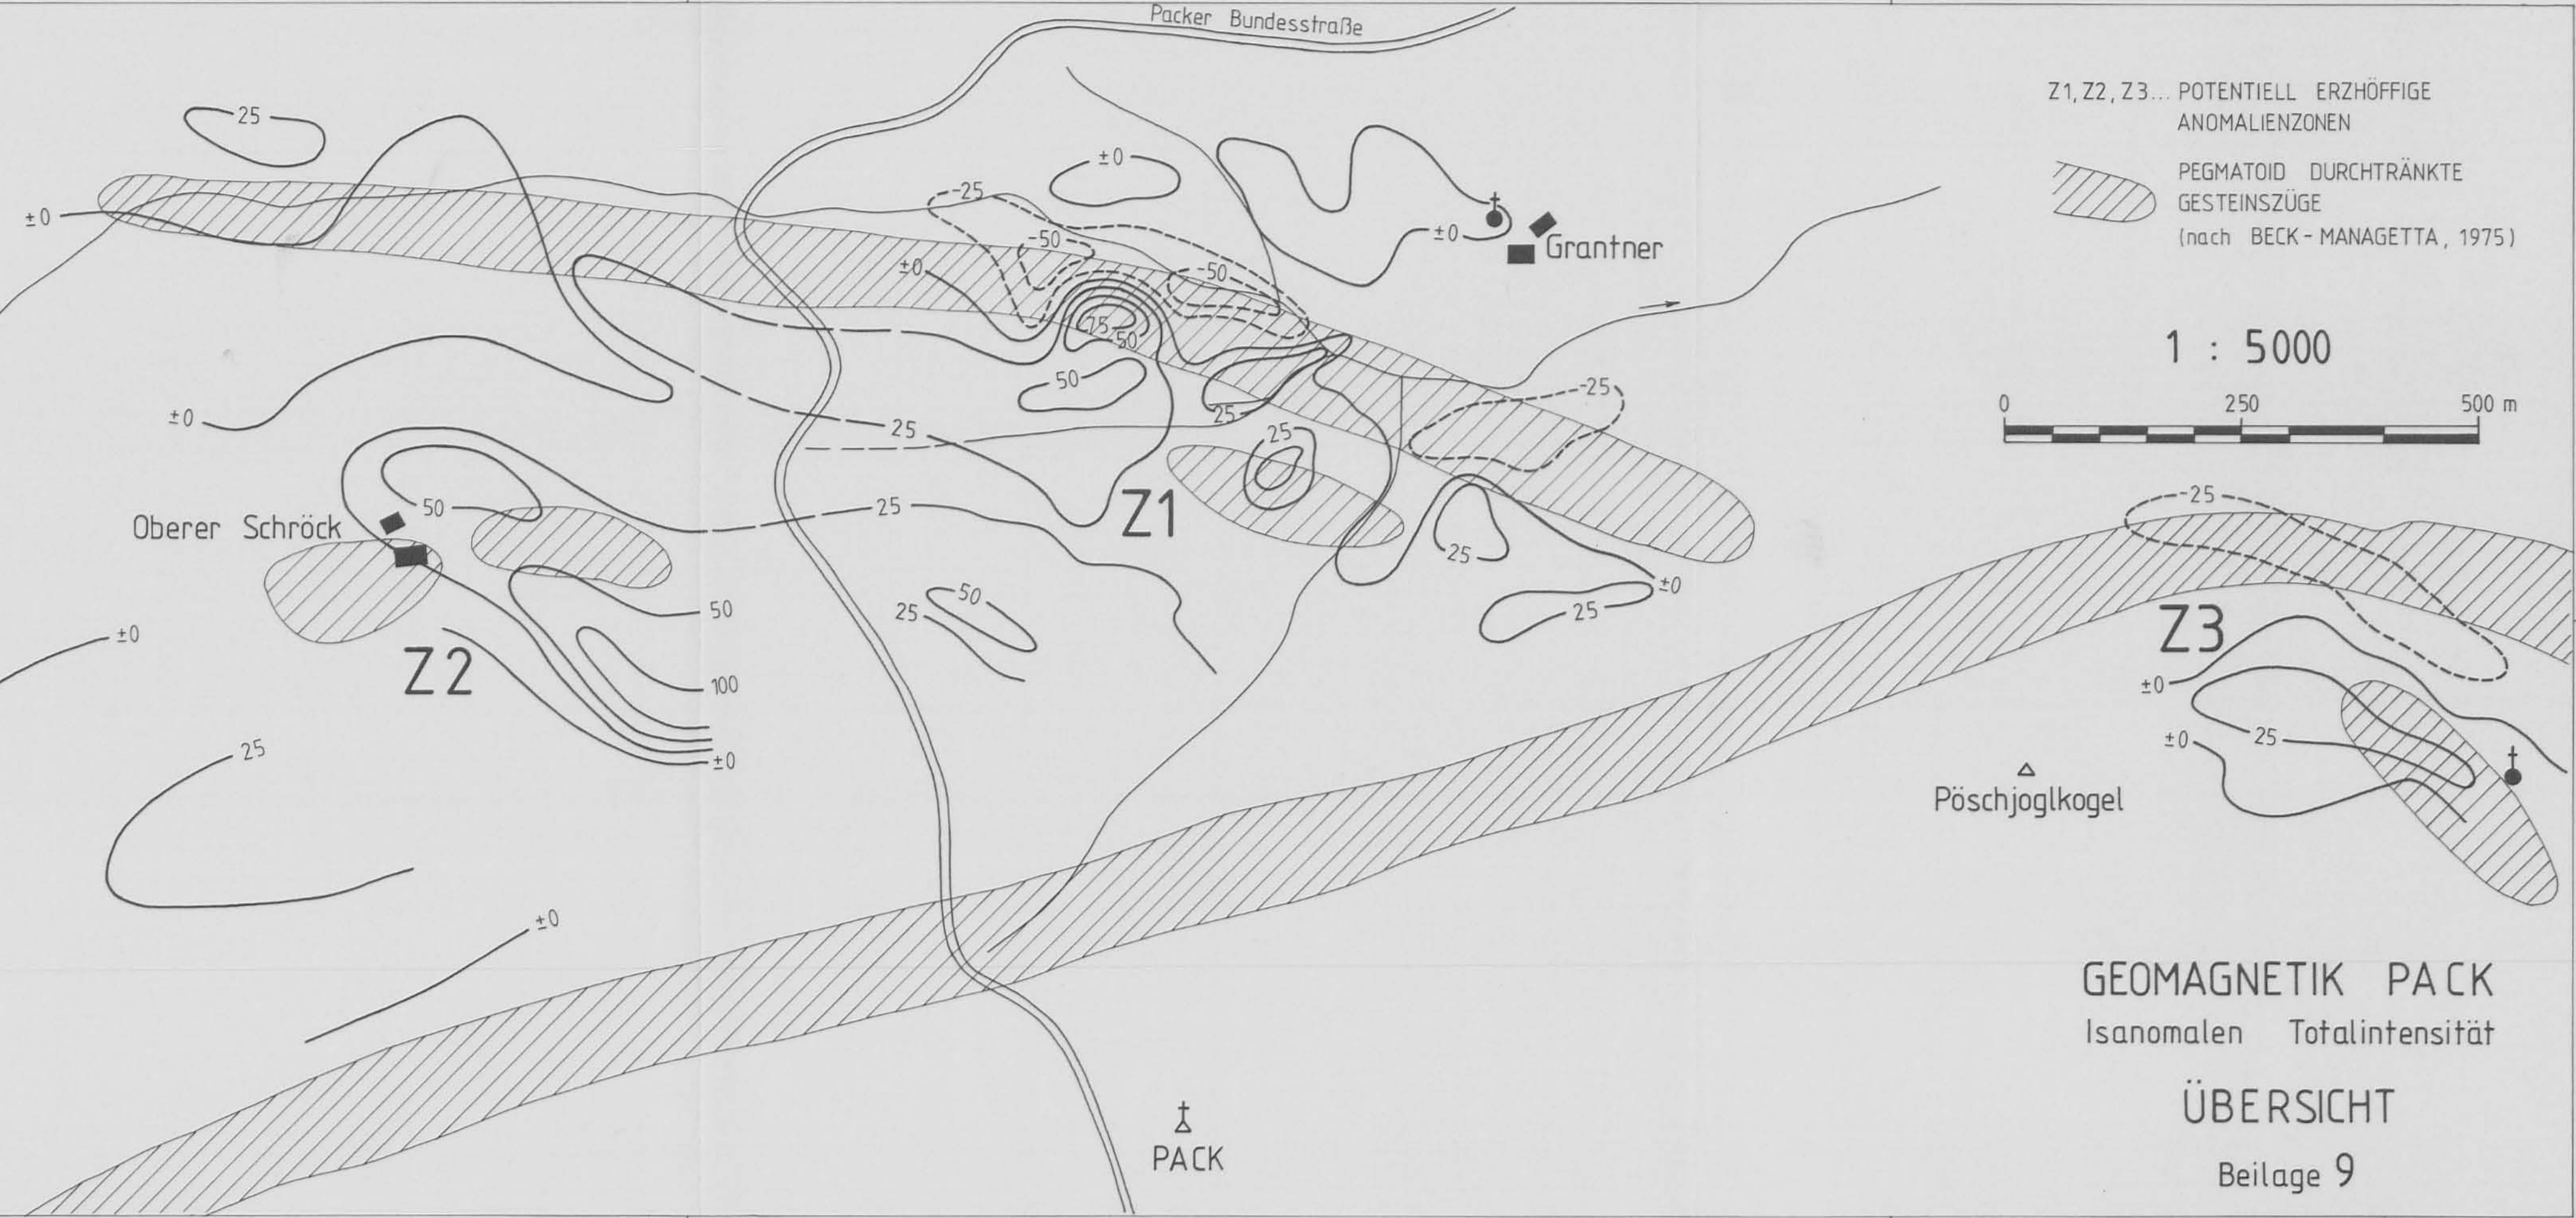 Packer Bundesstraße
Z1, Z2, Z3... POTENTIELL ERZHÖFFIGE
ANOMALIENZONEN
PEGMATOID DURCHTRÄNKTE
GESTEINSZÜGE
(nach BECK-MANAGETTA, 1975)
25
±0
-25
±0
-50
±0
-50
±0
Grantner
75
50
1 : 5000
0 250 500 m
50
-25
±0
25
25
25
50
25
Z1
-25
Oberer Schröck
25
±0
50
25
50
25
±0
Z3
Z2
100
±0
±0
25
±0
25
Pöschjoglkogel
±0
GEOMAGNETIK PACK
Isanomalen Totalintensität
ÜBERSICHT
Beilage 9
PACK